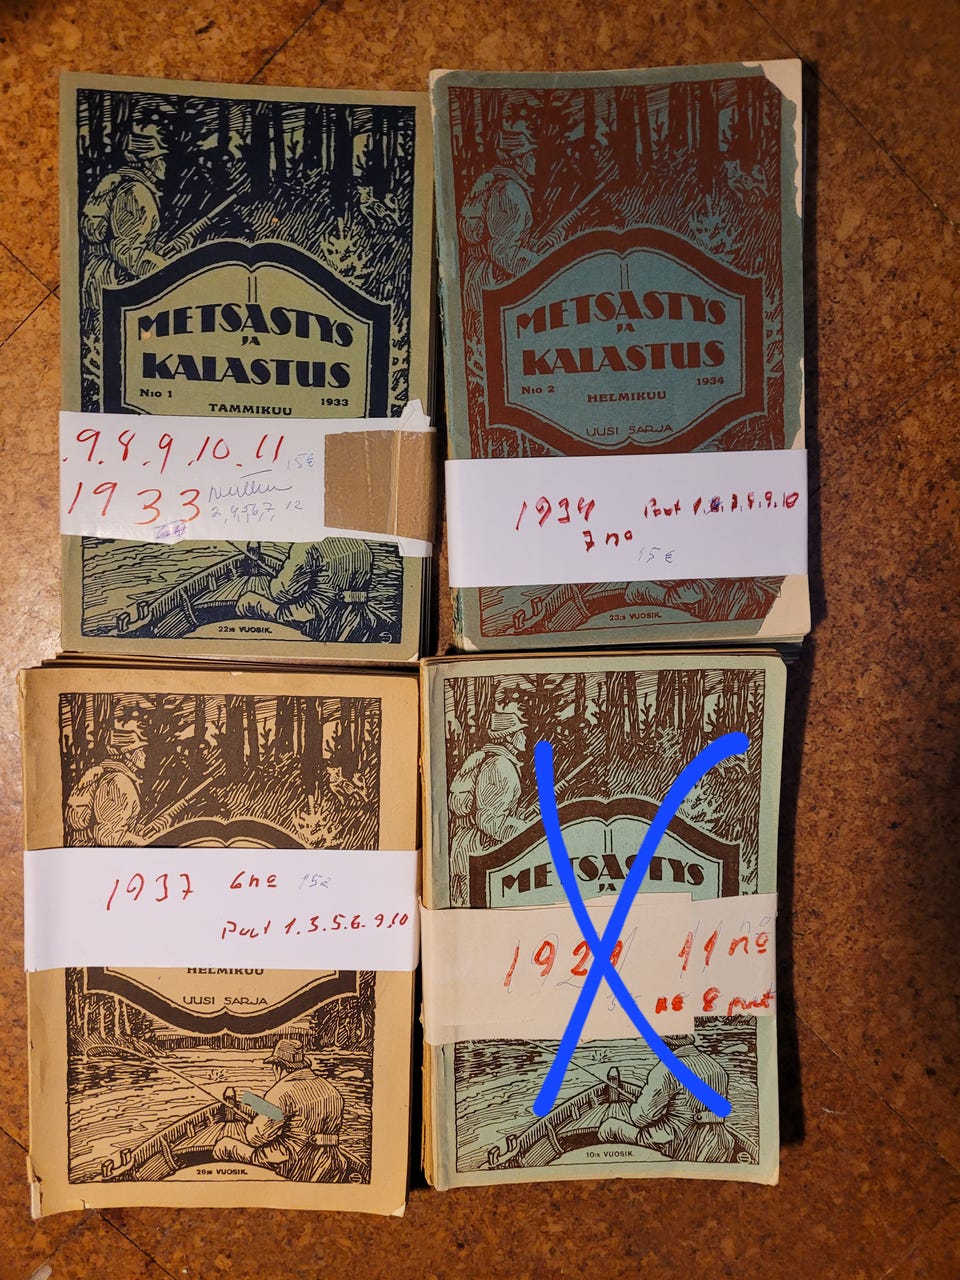 METSÄSTYS
JA
KALASTUS
N:o 1
1933
TAMMIKUU
.9.8.9.10.11
15€
1933
2,4,5,6,7, 12
22:s VUOSIK.
METSÄSTYS
JA
KALASTUS
N:o 2
1934
HELMIKUU
UUSI SARJA
1934
7 no
15€
23:s VUOSIK.
1937 6 no 15€
Puut 1.3.5.6.9.10
HELMIKUU
UUSI SARJA
26:s VUOSIK.
METSÄSTYS
JA
1921 11 no
no 8 puut
10:s VUOSIK.